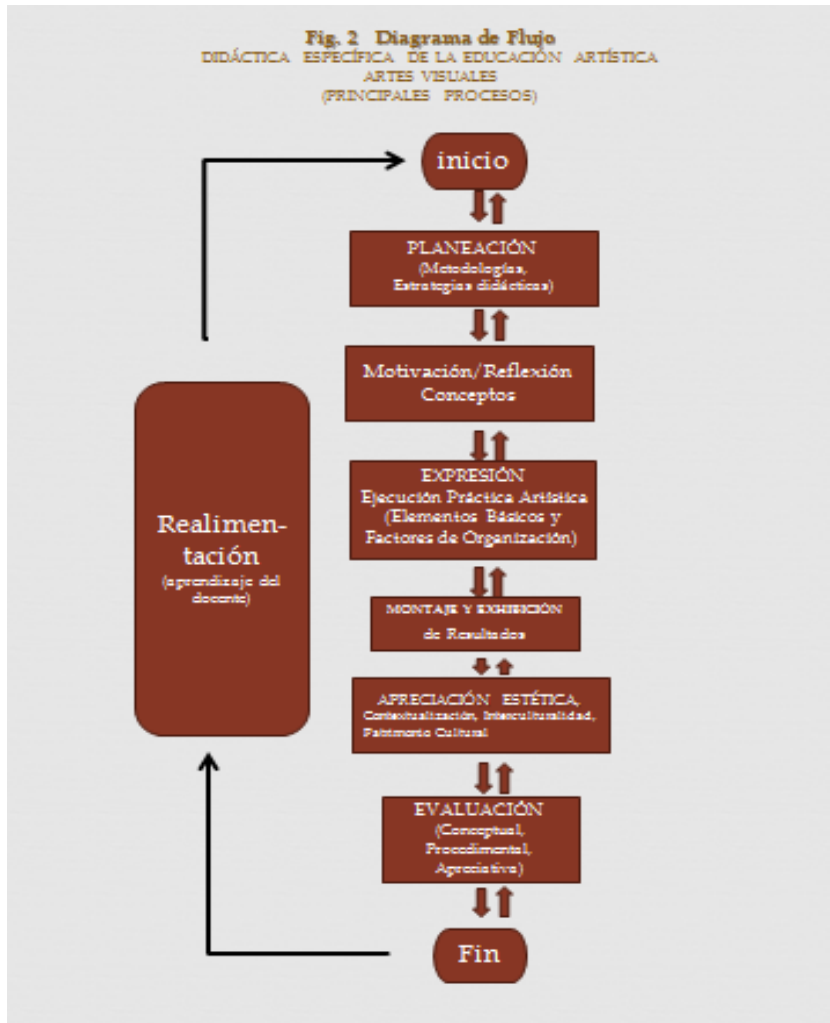 Fig. 2 Diagrama de Flujo
DIDÁCTICA ESPECÍFICA DE LA EDUCACIÓN ARTÍSTICA
ARTES VISUALES
(PRINCIPALES PROCESOS)
inicio
PLANEACIÓN
(Metodologías,
Estrategias didácticas)
Motivación/Reflexión
Conceptos
EXPRESIÓN
Ejecución Práctica Artística
(Elementos Básicos y
Factores de Organización)
MONTAJE Y EXHIBICIÓN
de Resultados
APRECIACIÓN ESTÉTICA,
Contextualización, Interculturalidad,
Patrimonio Cultural
EVALUACIÓN
(Conceptual,
Procedimental,
Apreciativa)
Fin
Realimen-
tación
(aprendizaje del
docente)